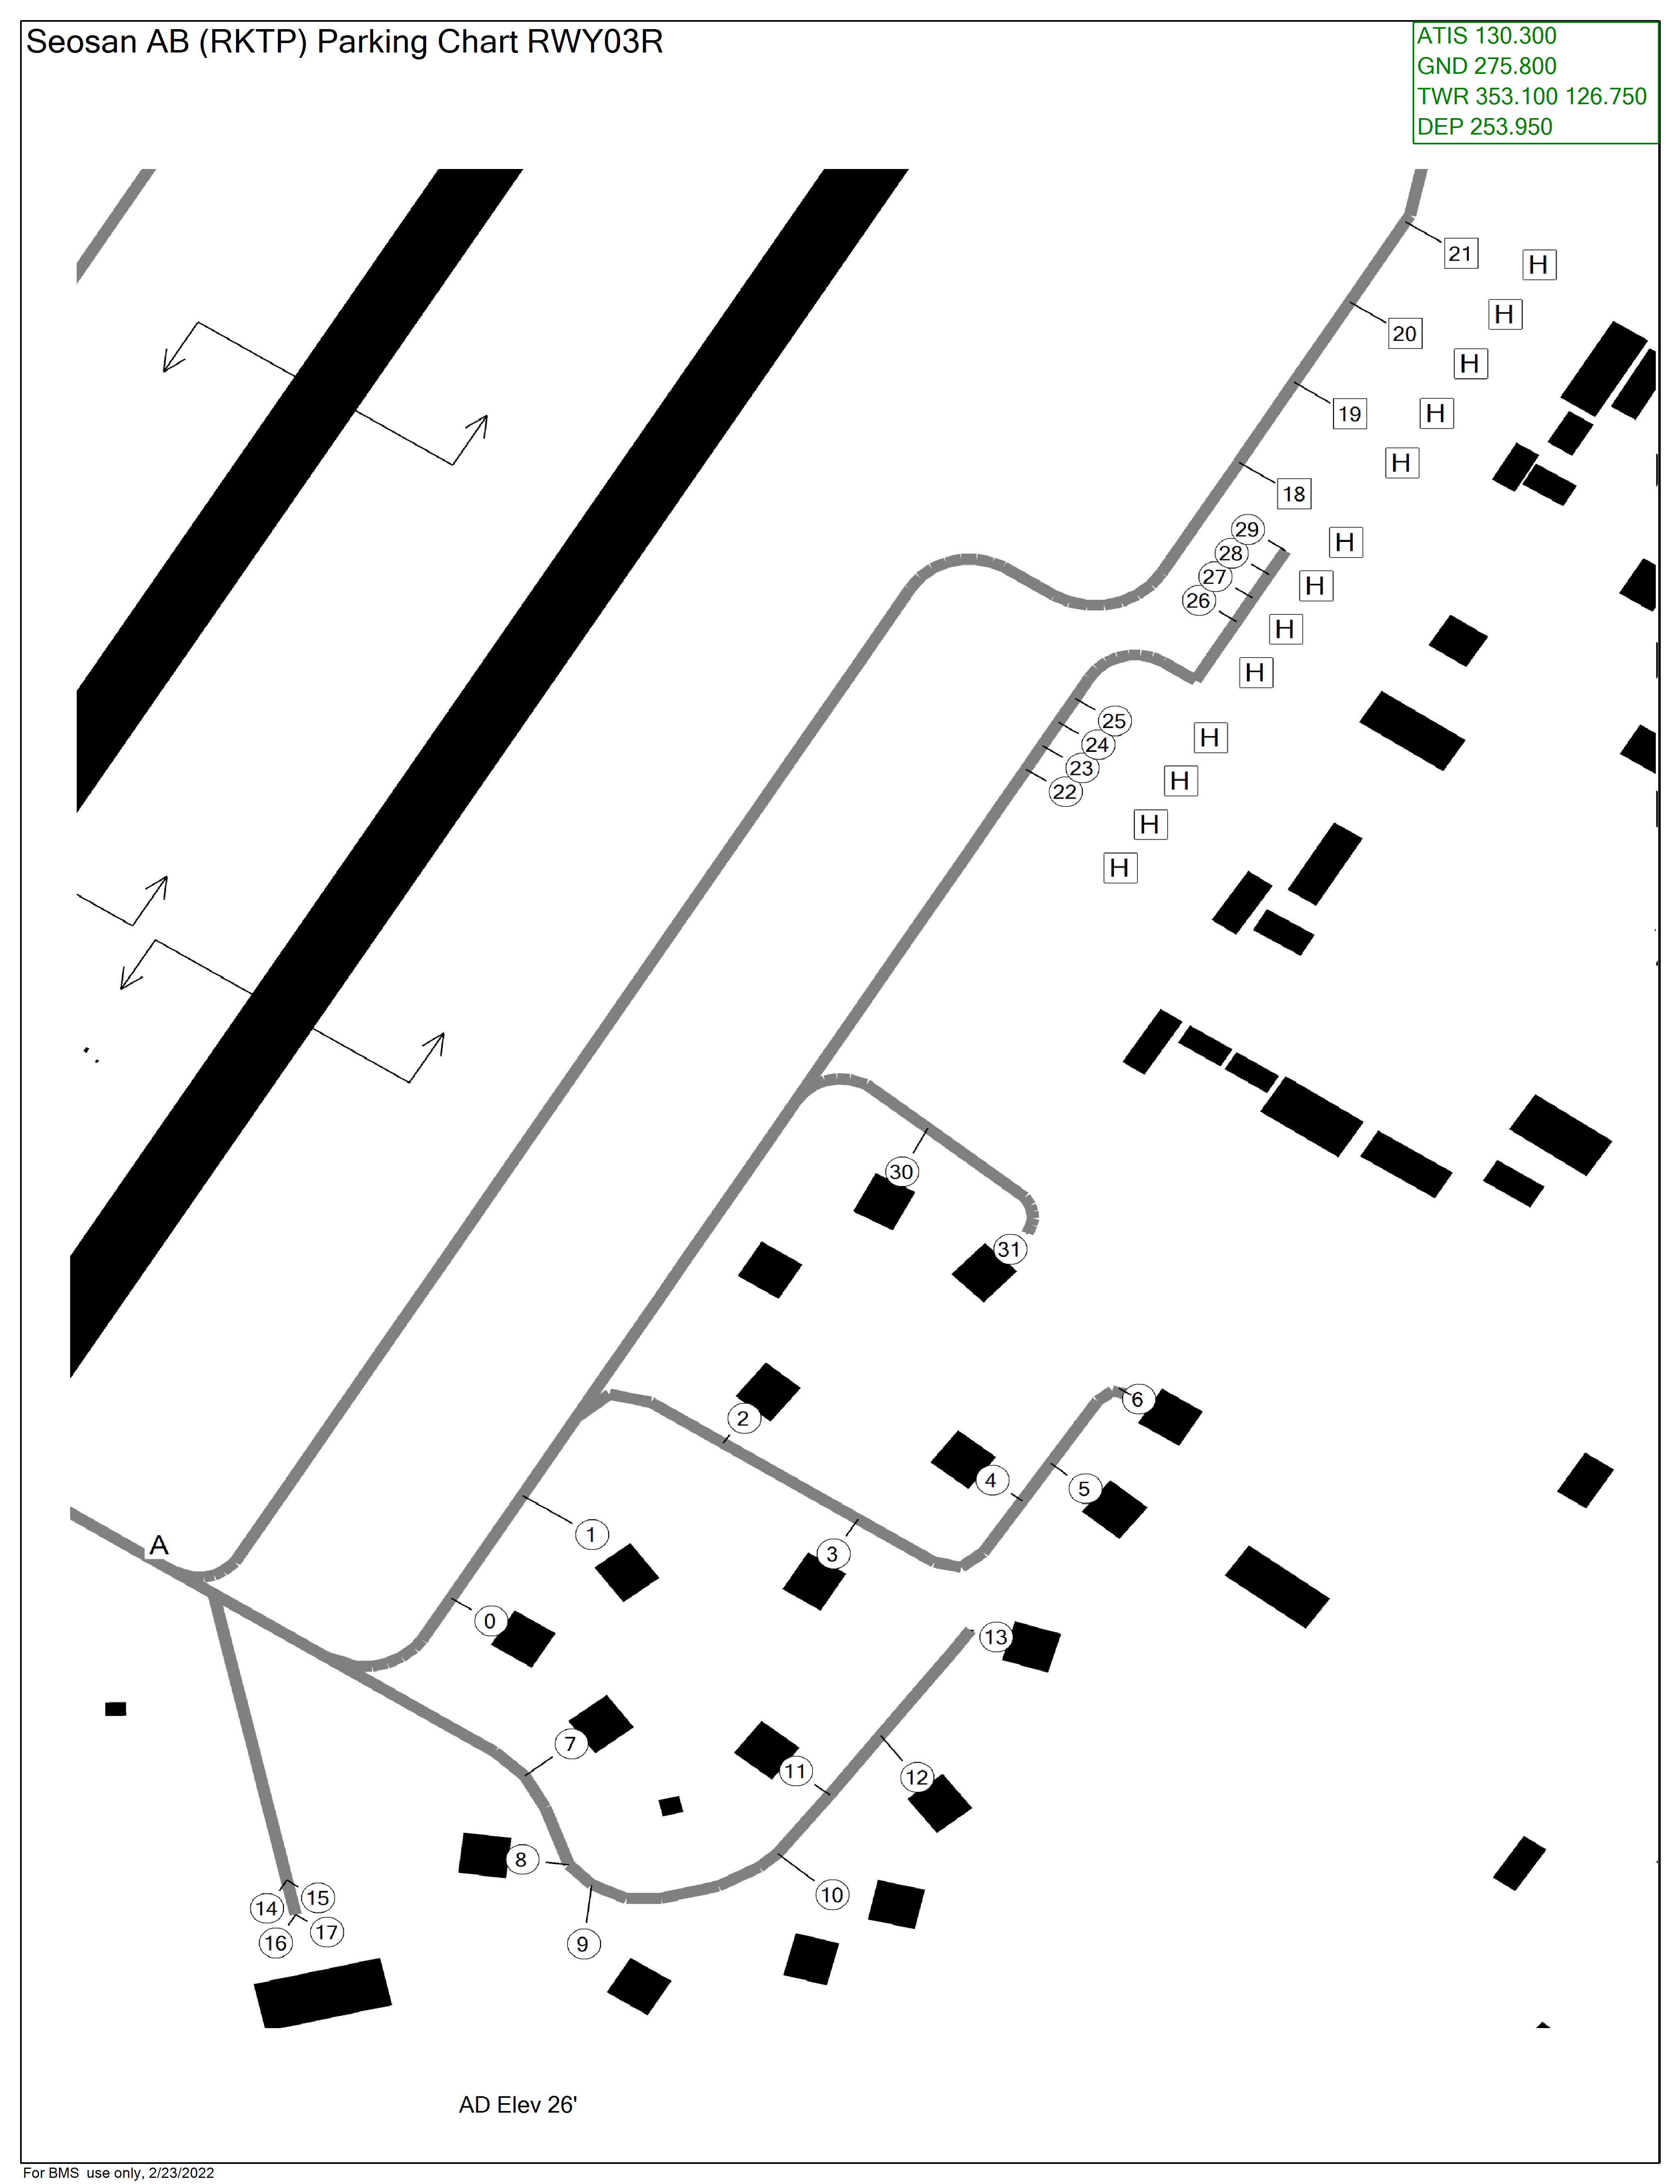 Seosan AB (RKTP) Parking Chart RWY03R
ATIS 130.300
GND 275.800
TWR 353.100 126.750
DEP 253.950
21
H
H
20
H
19
H
H
18
29
H
28
27
H
26
H
H
25
H
24
23
H
22
H
H
30
31
6
2
4
5
1
A
3
0
13
7
11
12
8
10
15
14
17
16
9
AD Elev 26'
For BMS use only, 2/23/2022